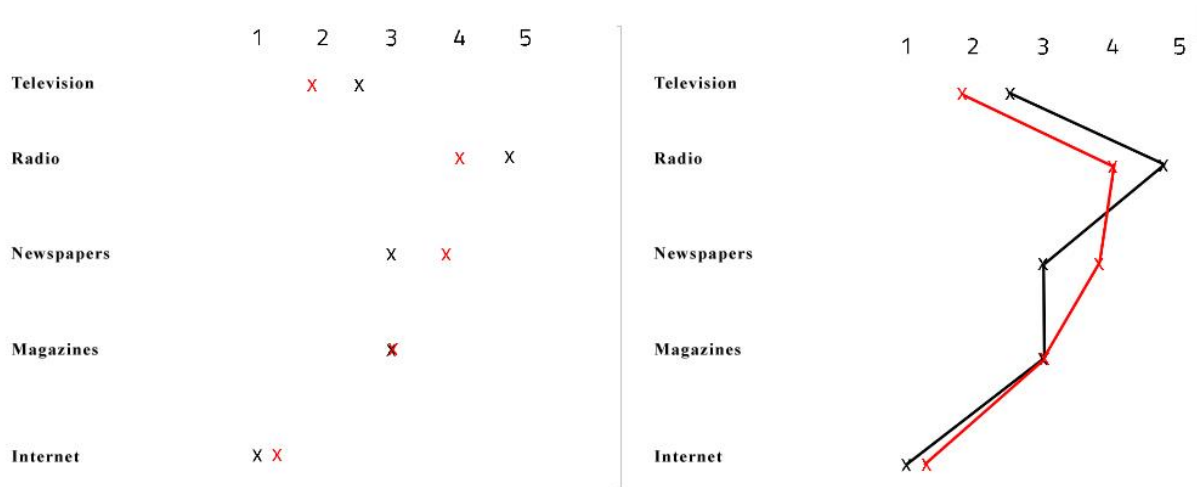 1 2 3 4 5
Television X X
Radio X X
Newspapers X X
Magazines X
Internet X X
1 2 3 4 5
Television X X
Radio X X
Newspapers X X
Magazines X
Internet X X